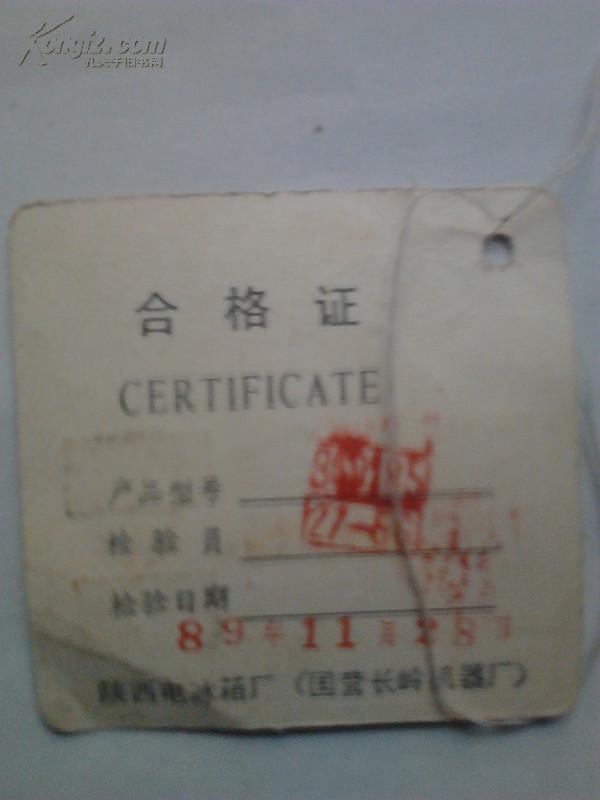 Kongfz.com
孔夫子旧书网
合格证
CERTIFICATE
产品型号
检验员
检验日期
89年11月28日
陕西电冰箱厂（国营长岭机器厂）